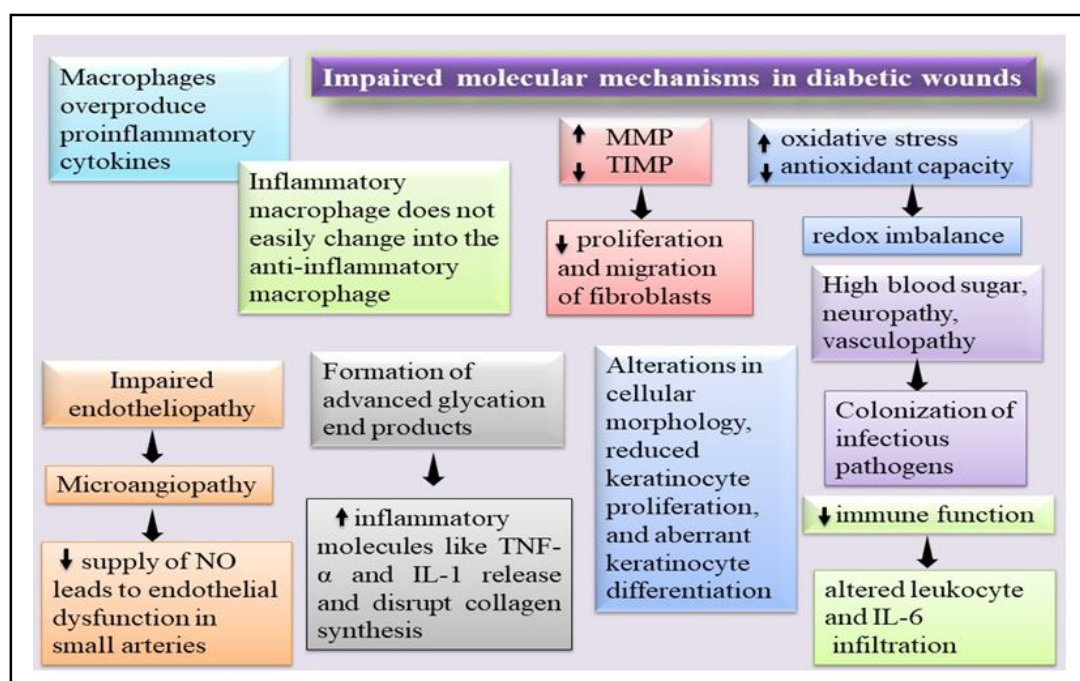 Impaired molecular mechanisms in diabetic wounds
Macrophages
overproduce
proinflammatory
cytokines
Inflammatory
macrophage does not
easily change into the
anti-inflammatory
macrophage
↑ MMP
↓ TIMP
↓ proliferation
and migration
of fibroblasts
↑ oxidative stress
↓ antioxidant capacity
redox imbalance
High blood sugar,
neuropathy,
vasculopathy
Colonization of
infectious
pathogens
Impaired
endotheliopathy
Microangiopathy
↓ supply of NO
leads to endothelial
dysfunction in
small arteries
Formation of
advanced glycation
end products
↑ inflammatory
molecules like TNF-
α and IL-1 release
and disrupt collagen
synthesis
Alterations in
cellular
morphology,
reduced
keratinocyte
proliferation,
and aberrant
keratinocyte
differentiation
↓ immune function
altered leukocyte
and IL-6
infiltration